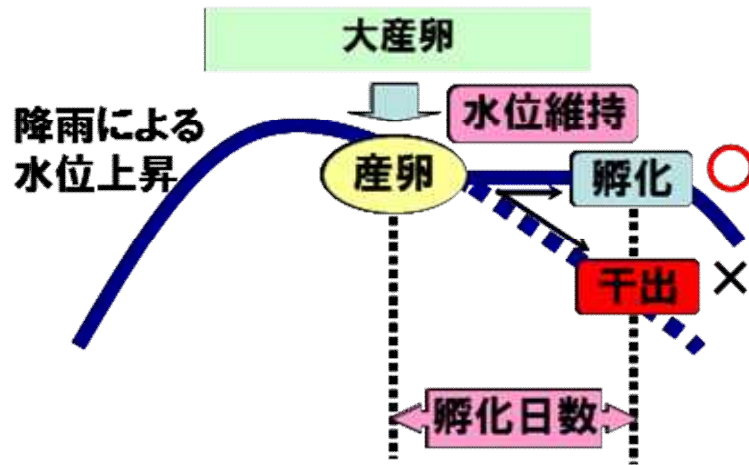 大産卵
降雨による
水位上昇
水位維持
産卵
孵化
○
干出
×
孵化日数